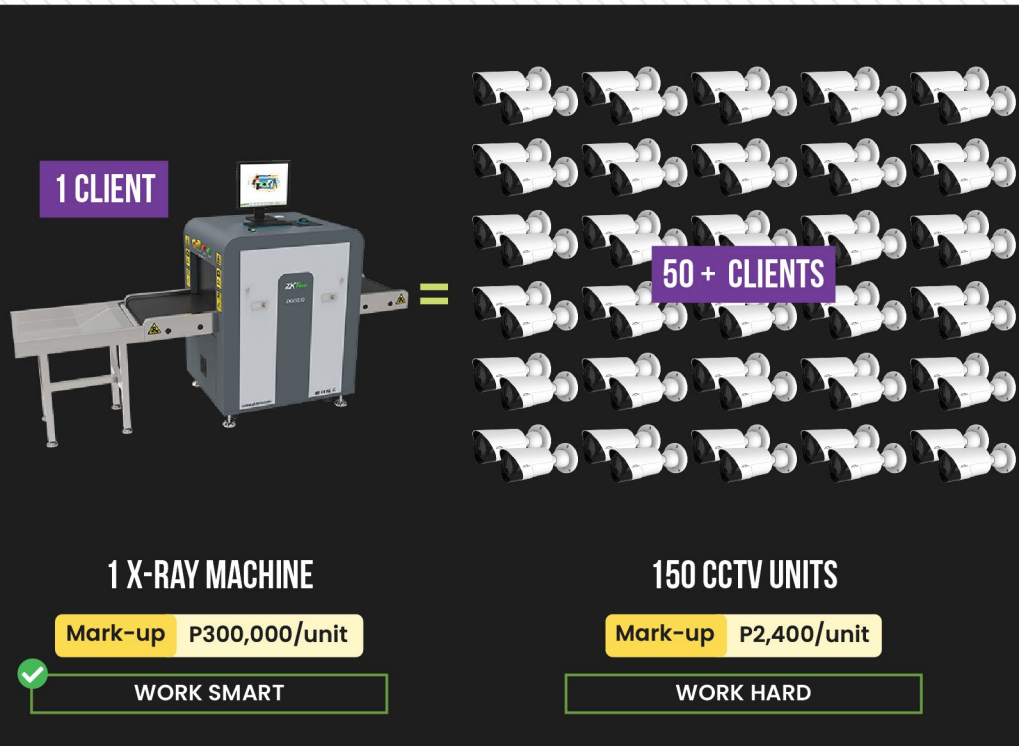 1 CLIENT
ZKTeco
50 + CLIENTS
1 X-RAY MACHINE
150 CCTV UNITS
Mark-up P300,000/unit
Mark-up P2,400/unit
WORK SMART
WORK HARD